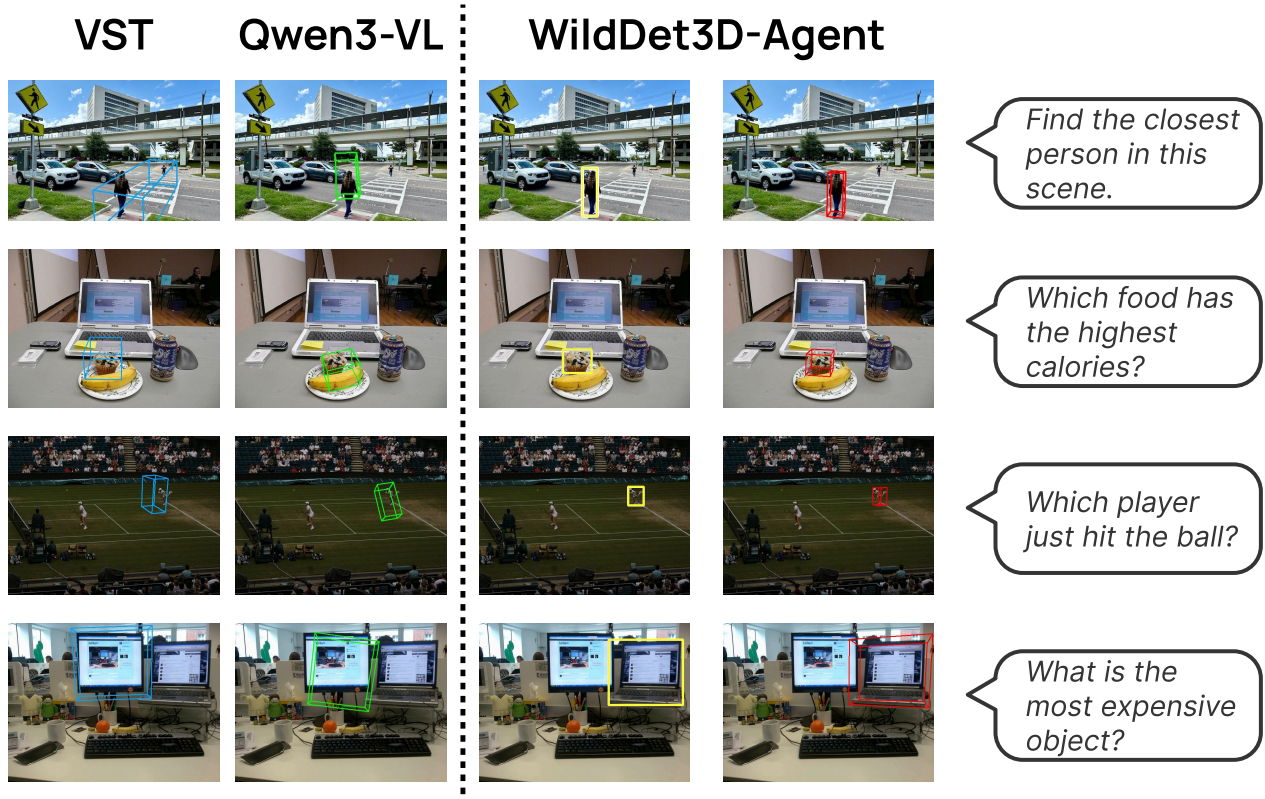 VST
Qwen3-VL
WildDet3D-Agent
Find the closest
person in this
scene.
Which food has
the highest
calories?
Which player
just hit the ball?
What is the
most expensive
object?